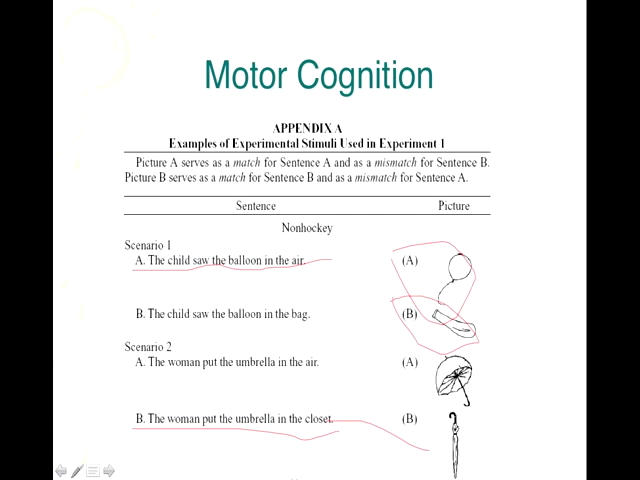 Motor Cognition
APPENDIX A
Examples of Experimental Stimuli Used in Experiment 1
Picture A serves as a match for Sentence A and as a mismatch for Sentence B.
Picture B serves as a match for Sentence B and as a mismatch for Sentence A.
Sentence Picture
Nonhockey
Scenario 1
A. The child saw the balloon in the air. (A)
B. The child saw the balloon in the bag. (B)
Scenario 2
A. The woman put the umbrella in the air. (A)
B. The woman put the umbrella in the closet. (B)